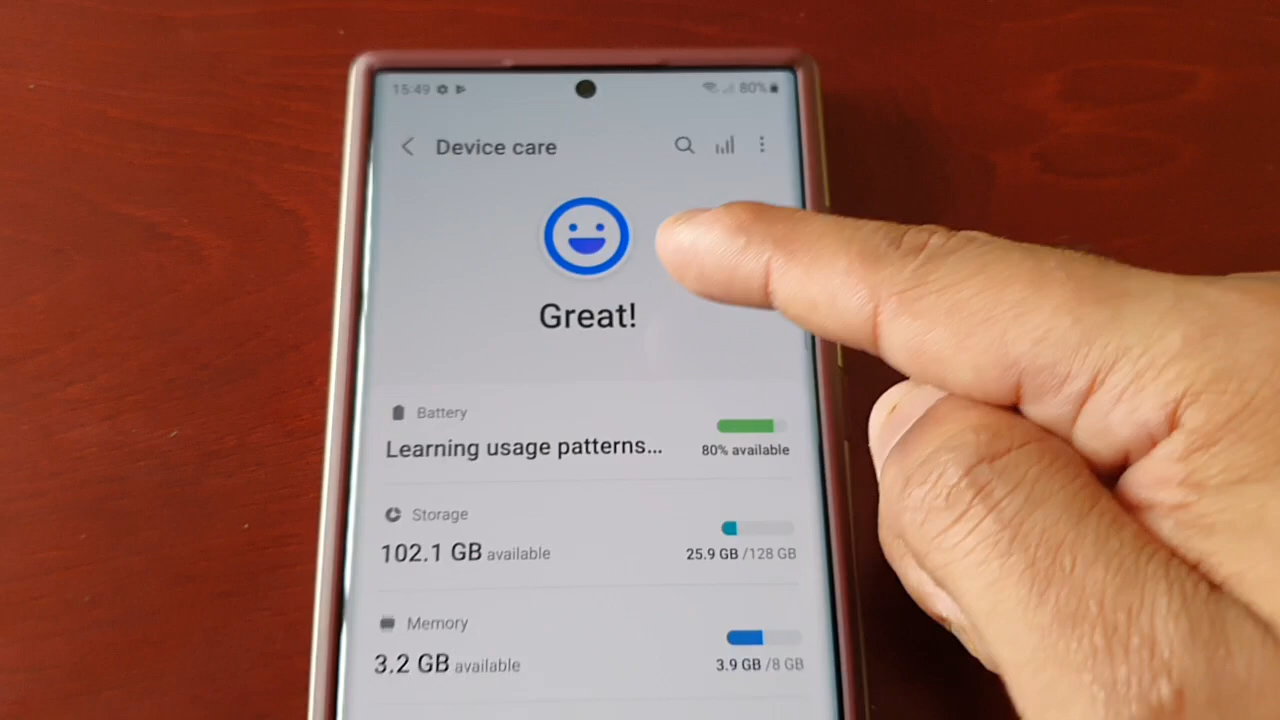 15:49 80%
Device care
Great!
Battery
Learning usage patterns...
80% available
Storage
102.1 GB available
25.9 GB /128 GB
Memory
3.2 GB available
3.9 GB /8 GB